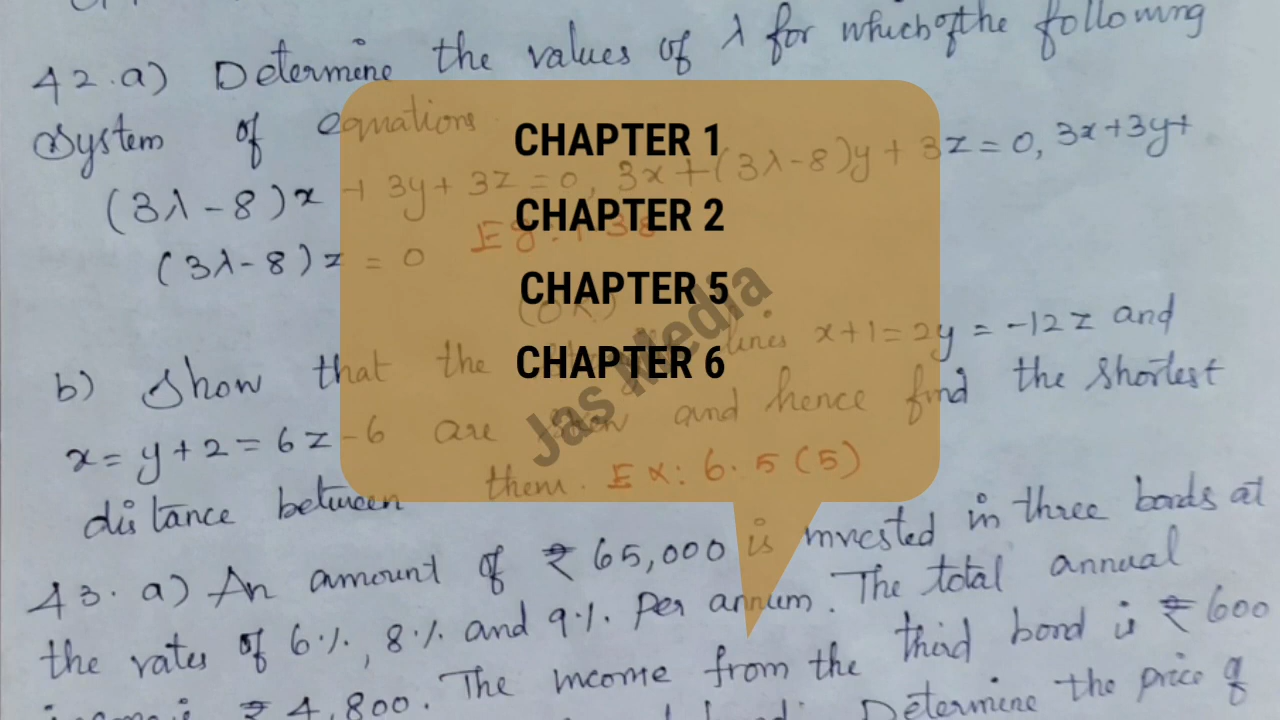 42.a) Determine the values of λ for which of the following
System of equations
(3λ-8)x + 3y+ 3z = 0, 3x+(3λ-8)y + 3z = 0, 3x+3y+
(3λ-8)z = 0
CHAPTER 1
CHAPTER 2
CHAPTER 5
CHAPTER 6
Jas Media
b) Show that the lines x+1 = 2y = -12z and
x = y+2 = 6z-6 are skew and hence find the shortest
distance between them. Ex: 6.5(5)
43. a) An amount of ₹ 65,000 is invested in three bonds at
the rates of 6%, 8% and 9% per annum. The total annual
income is ₹ 4,800. The income from the third bond is ₹ 600
Determine the price of